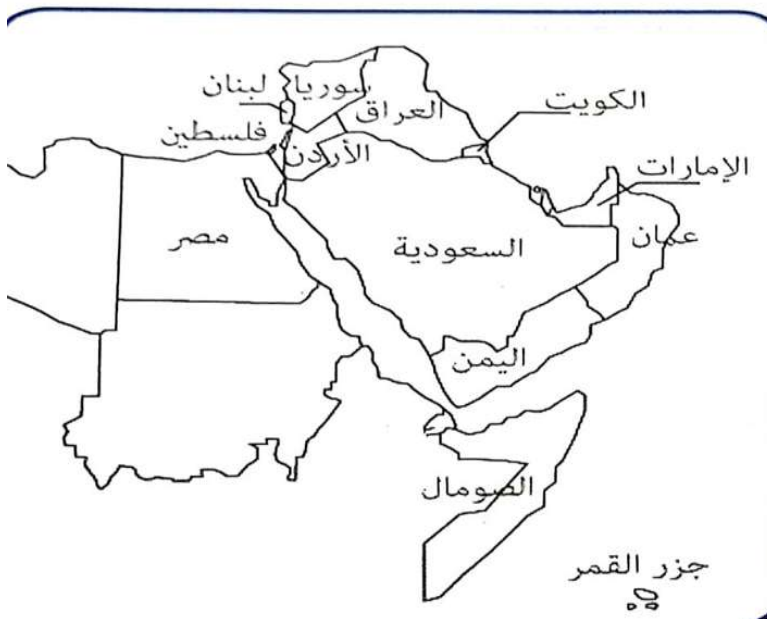 لبنان
سوريا
العراق
الكويت
فلسطين
الأردن
الإمارات
مصر
السعودية
عمان
اليمن
الصومال
جزر القمر